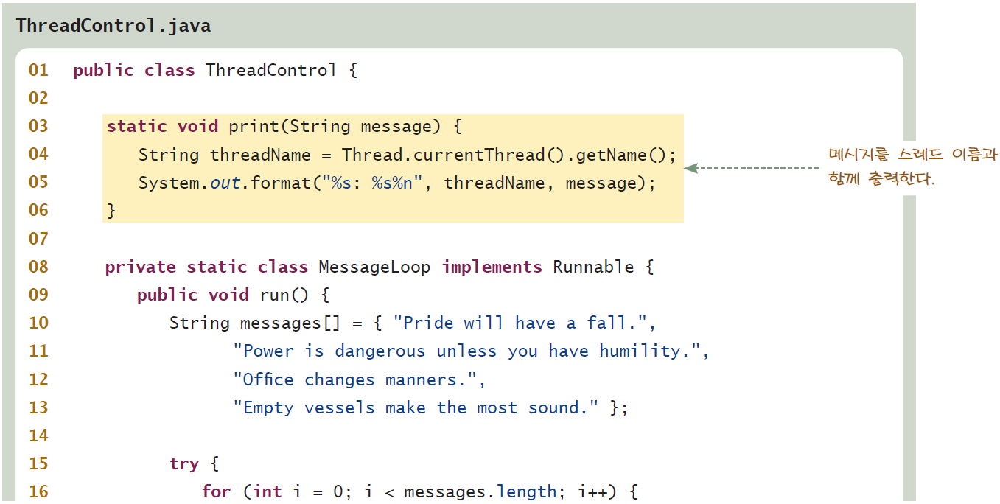 ThreadControl.java
01 public class ThreadControl {
02
03 static void print(String message) {
04 String threadName = Thread.currentThread().getName();
05 System.out.format("%s: %s%n", threadName, message);
06 }
메시지를 스레드 이름과
함께 출력한다.
07
08 private static class MessageLoop implements Runnable {
09 public void run() {
10 String messages[] = { "Pride will have a fall.",
11 "Power is dangerous unless you have humility.",
12 "Office changes manners.",
13 "Empty vessels make the most sound." };
14
15 try {
16 for (int i = 0; i < messages.length; i++) {